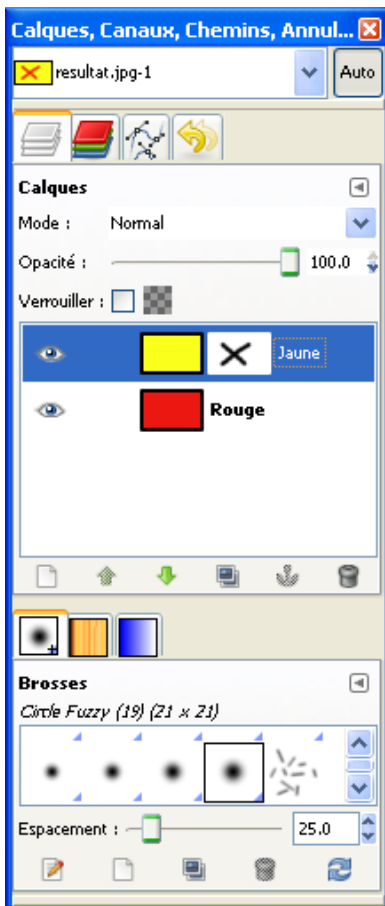 Calques, Canaux, Chemins, Annul...
resultat.jpg-1 Auto
Calques
Mode : Normal
Opacité : 100.0
Verrouiller :
Jaune
Rouge
Brosses
Circle Fuzzy (19) (21 x 21)
Espacement : 25.0